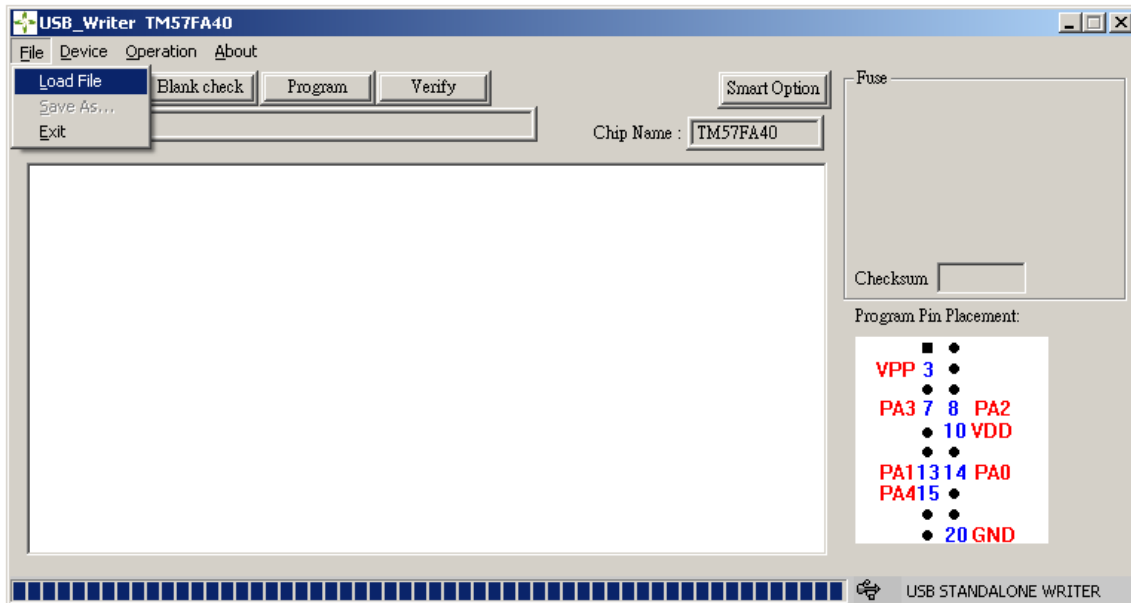 USB_Writer TM57FA40
File Device Operation About
Load File
Save As...
Exit
Blank check Program Verify Smart Option
Chip Name : TM57FA40
Fuse
Checksum
Program Pin Placement:
VPP 3
PA3 7 8 PA2
10 VDD
PA1 13 14 PA0
PA4 15
20 GND
USB STANDALONE WRITER